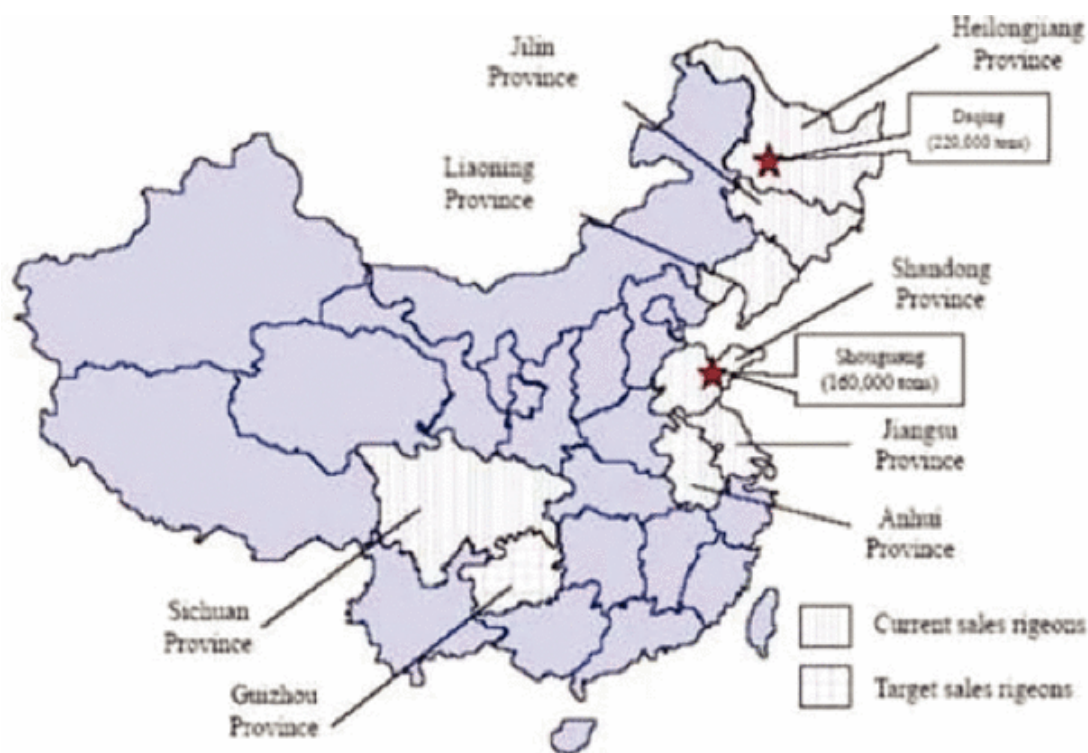 Jilin
Province
Heilongjiang
Province
Daqing
(220,000 tons)
Liaoning
Province
Shandong
Province
Shouguang
(160,000 tons)
Jiangsu
Province
Anhui
Province
Sichuan
Province
Guizhou
Province
Current sales rigeons
Target sales rigeons